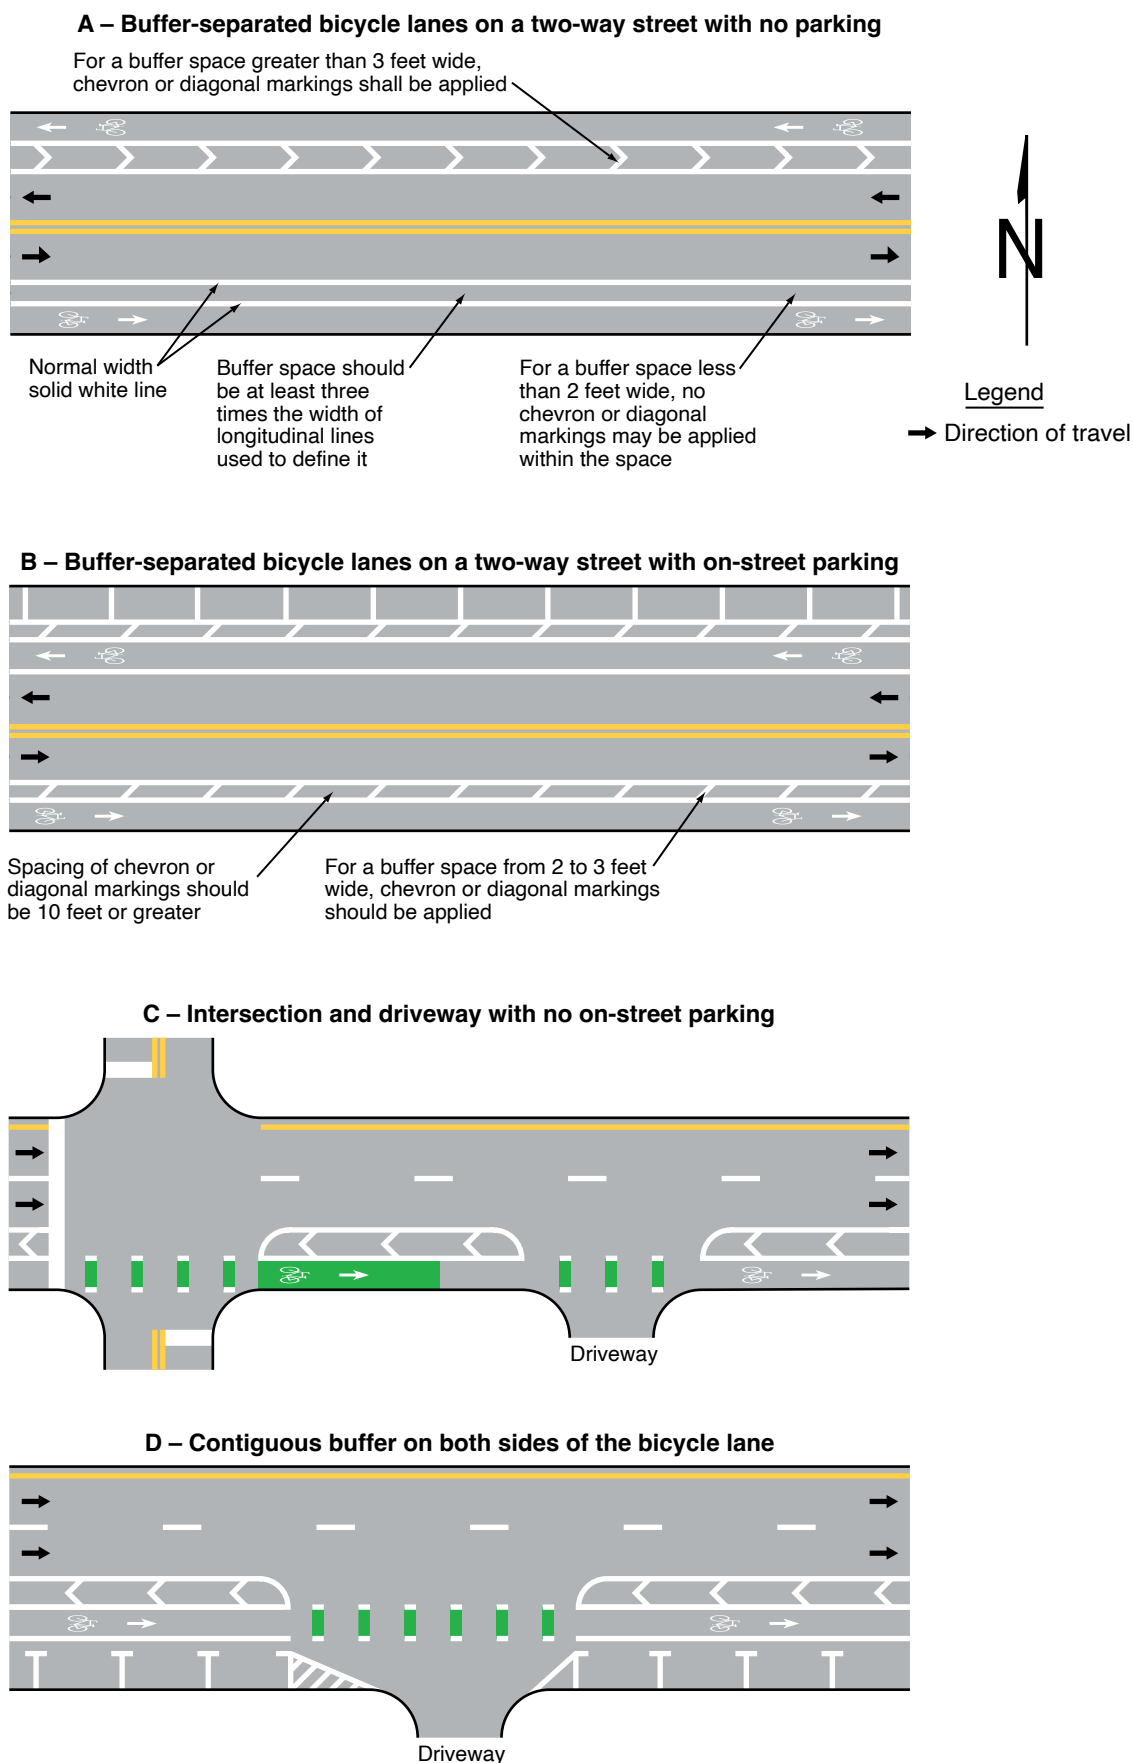 A – Buffer-separated bicycle lanes on a two-way street with no parking
For a buffer space greater than 3 feet wide,
chevron or diagonal markings shall be applied
N
Normal width
solid white line
Buffer space should
be at least three
times the width of
longitudinal lines
used to define it
For a buffer space less
than 2 feet wide, no
chevron or diagonal
markings may be applied
within the space
Legend
Direction of travel
B – Buffer-separated bicycle lanes on a two-way street with on-street parking
Spacing of chevron or
diagonal markings should
be 10 feet or greater
For a buffer space from 2 to 3 feet
wide, chevron or diagonal markings
should be applied
C – Intersection and driveway with no on-street parking
Driveway
D – Contiguous buffer on both sides of the bicycle lane
Driveway